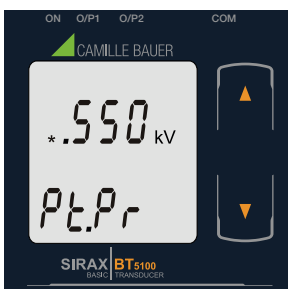 ON O/P1 O/P2 COM
CAMILLE BAUER
*.550 kV
Pt.Pr
SIRAX BT5100
BASIC TRANSDUCER